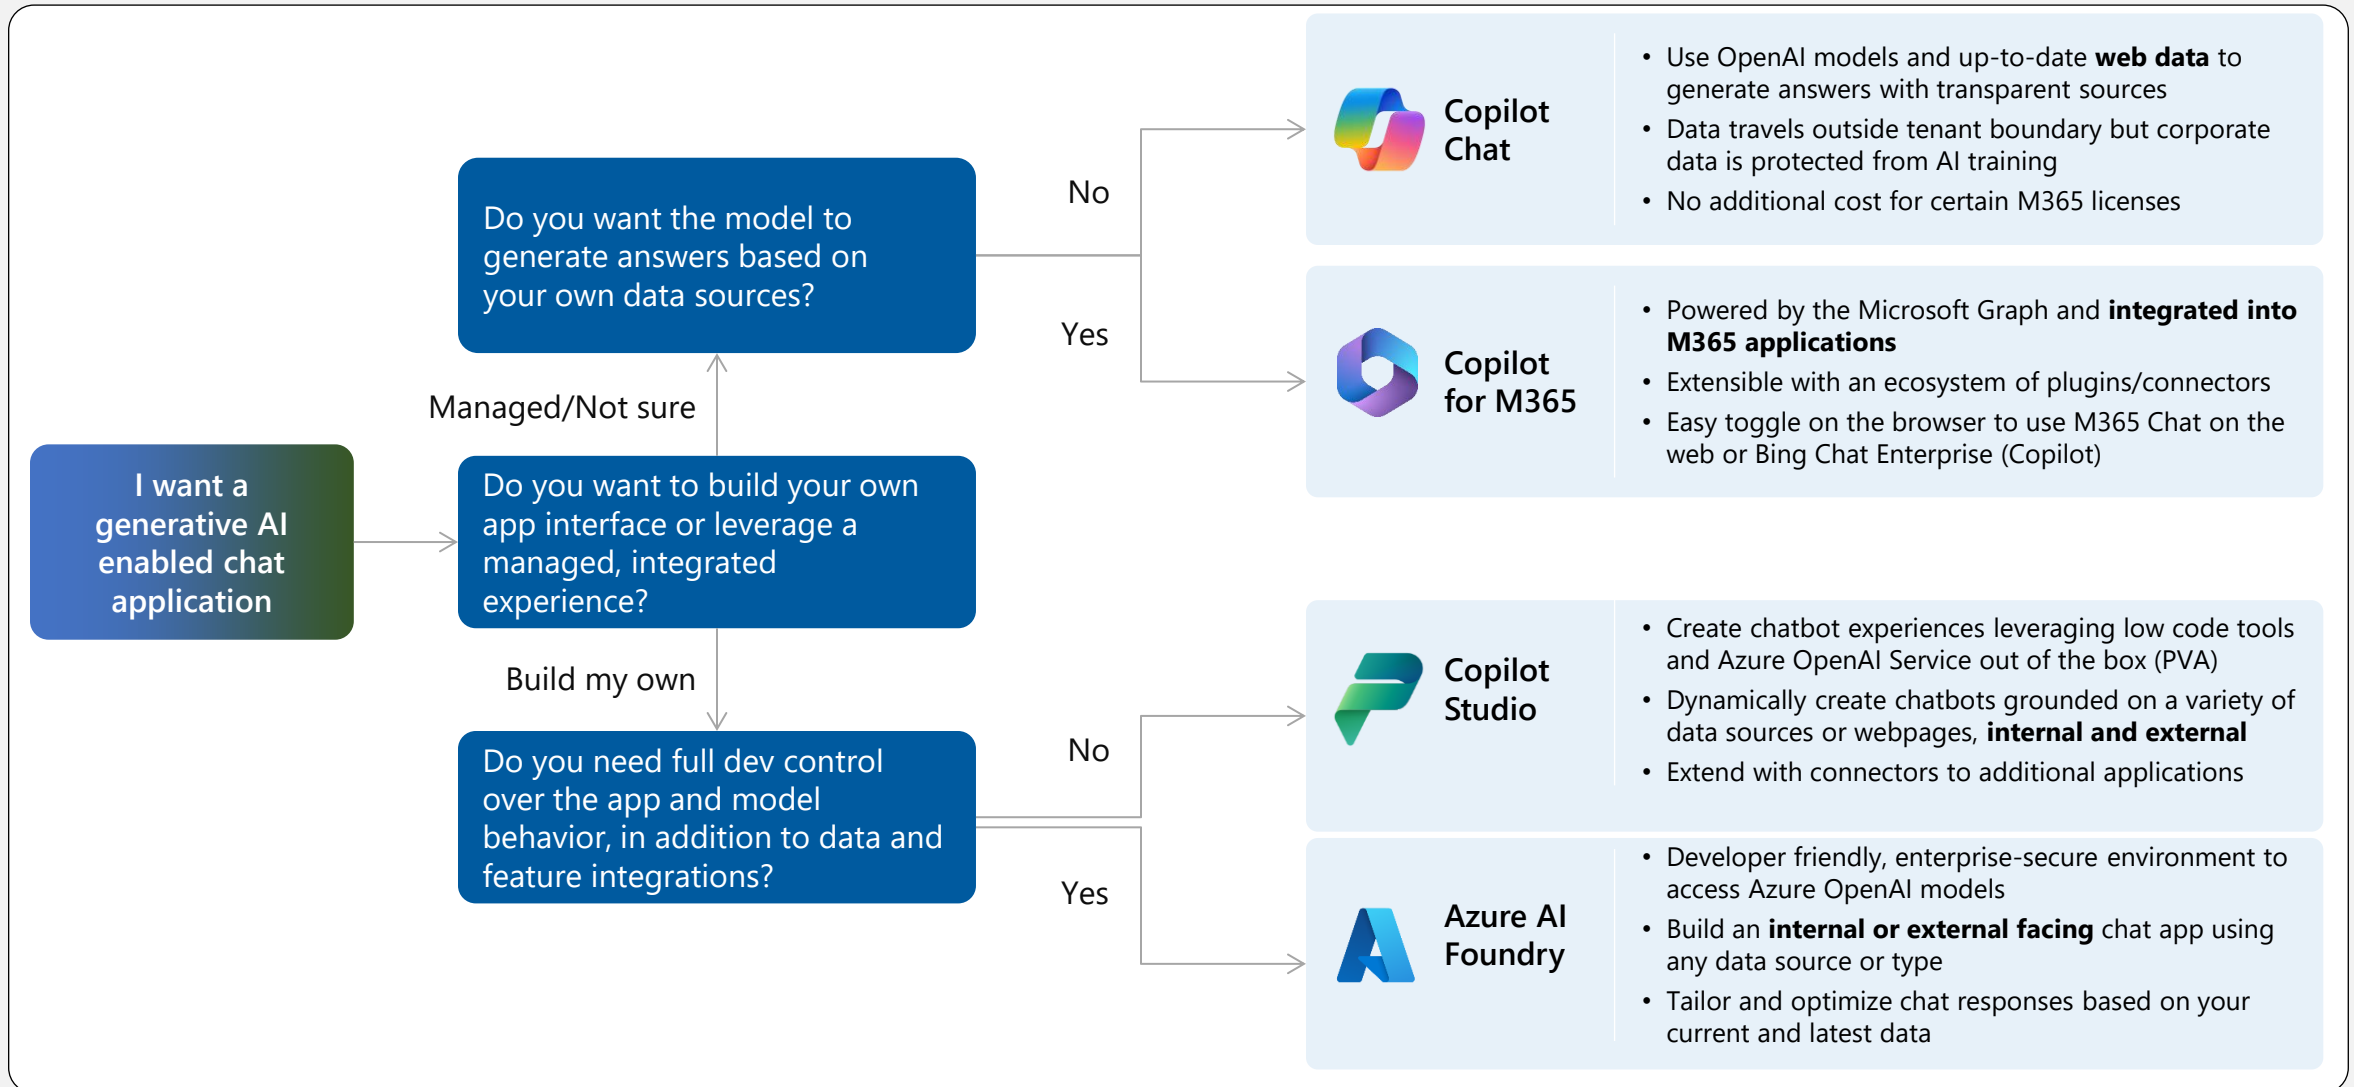 I want a
generative AI
enabled chat
application
Do you want to build your own
app interface or leverage a
managed, integrated
experience?
Managed/Not sure
Do you want the model to
generate answers based on
your own data sources?
No
Copilot
Chat
• Use OpenAI models and up-to-date web data to
generate answers with transparent sources
• Data travels outside tenant boundary but corporate
data is protected from AI training
• No additional cost for certain M365 licenses
Yes
Copilot
for M365
• Powered by the Microsoft Graph and integrated into
M365 applications
• Extensible with an ecosystem of plugins/connectors
• Easy toggle on the browser to use M365 Chat on the
web or Bing Chat Enterprise (Copilot)
Build my own
Do you need full dev control
over the app and model
behavior, in addition to data and
feature integrations?
No
Copilot
Studio
• Create chatbot experiences leveraging low code tools
and Azure OpenAI Service out of the box (PVA)
• Dynamically create chatbots grounded on a variety of
data sources or webpages, internal and external
• Extend with connectors to additional applications
Yes
Azure AI
Foundry
• Developer friendly, enterprise-secure environment to
access Azure OpenAI models
• Build an internal or external facing chat app using
any data source or type
• Tailor and optimize chat responses based on your
current and latest data